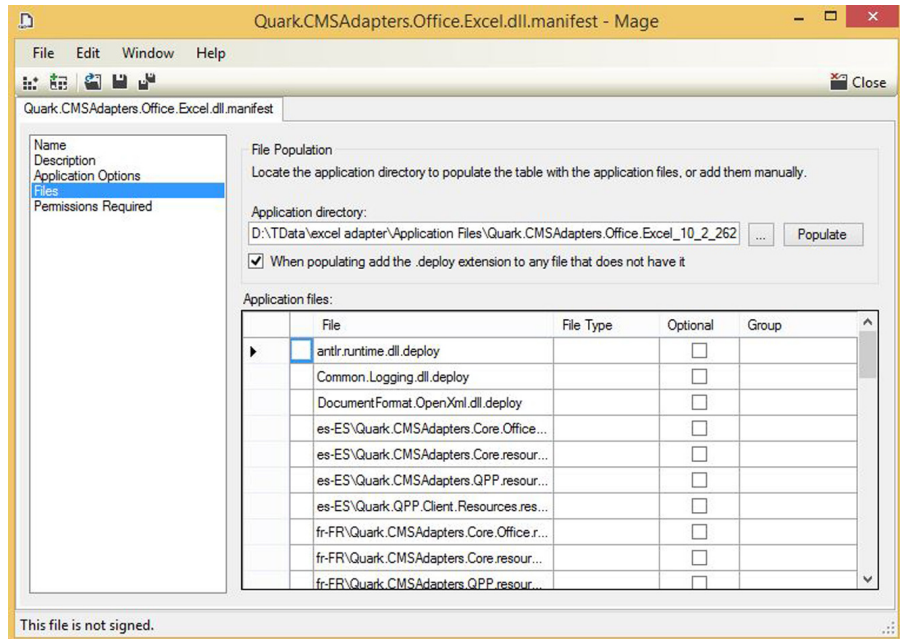 Quark.CMSAdapters.Office.Excel.dll.manifest - Mage
File Edit Window Help
Close
Quark.CMSAdapters.Office.Excel.dll.manifest
Name
Description
Application Options
Files
Permissions Required
File Population
Locate the application directory to populate the table with the application files, or add them manually.
Application directory:
D:\TData\excel adapter\Application Files\Quark.CMSAdapters.Office.Excel_10_2_262 ... Populate
When populating add the .deploy extension to any file that does not have it
Application files:
File File Type Optional Group
antlr.runtime.dll.deploy
Common.Logging.dll.deploy
DocumentFormat.OpenXml.dll.deploy
es-ES\Quark.CMSAdapters.Core.Office...
es-ES\Quark.CMSAdapters.Core.resour...
es-ES\Quark.CMSAdapters.QPP.resour...
es-ES\Quark.QPP.Client.Resources.res...
fr-FR\Quark.CMSAdapters.Core.Office.r...
fr-FR\Quark.CMSAdapters.Core.resour...
fr-FR\Quark.CMSAdapters.QPP.resour...
This file is not signed.